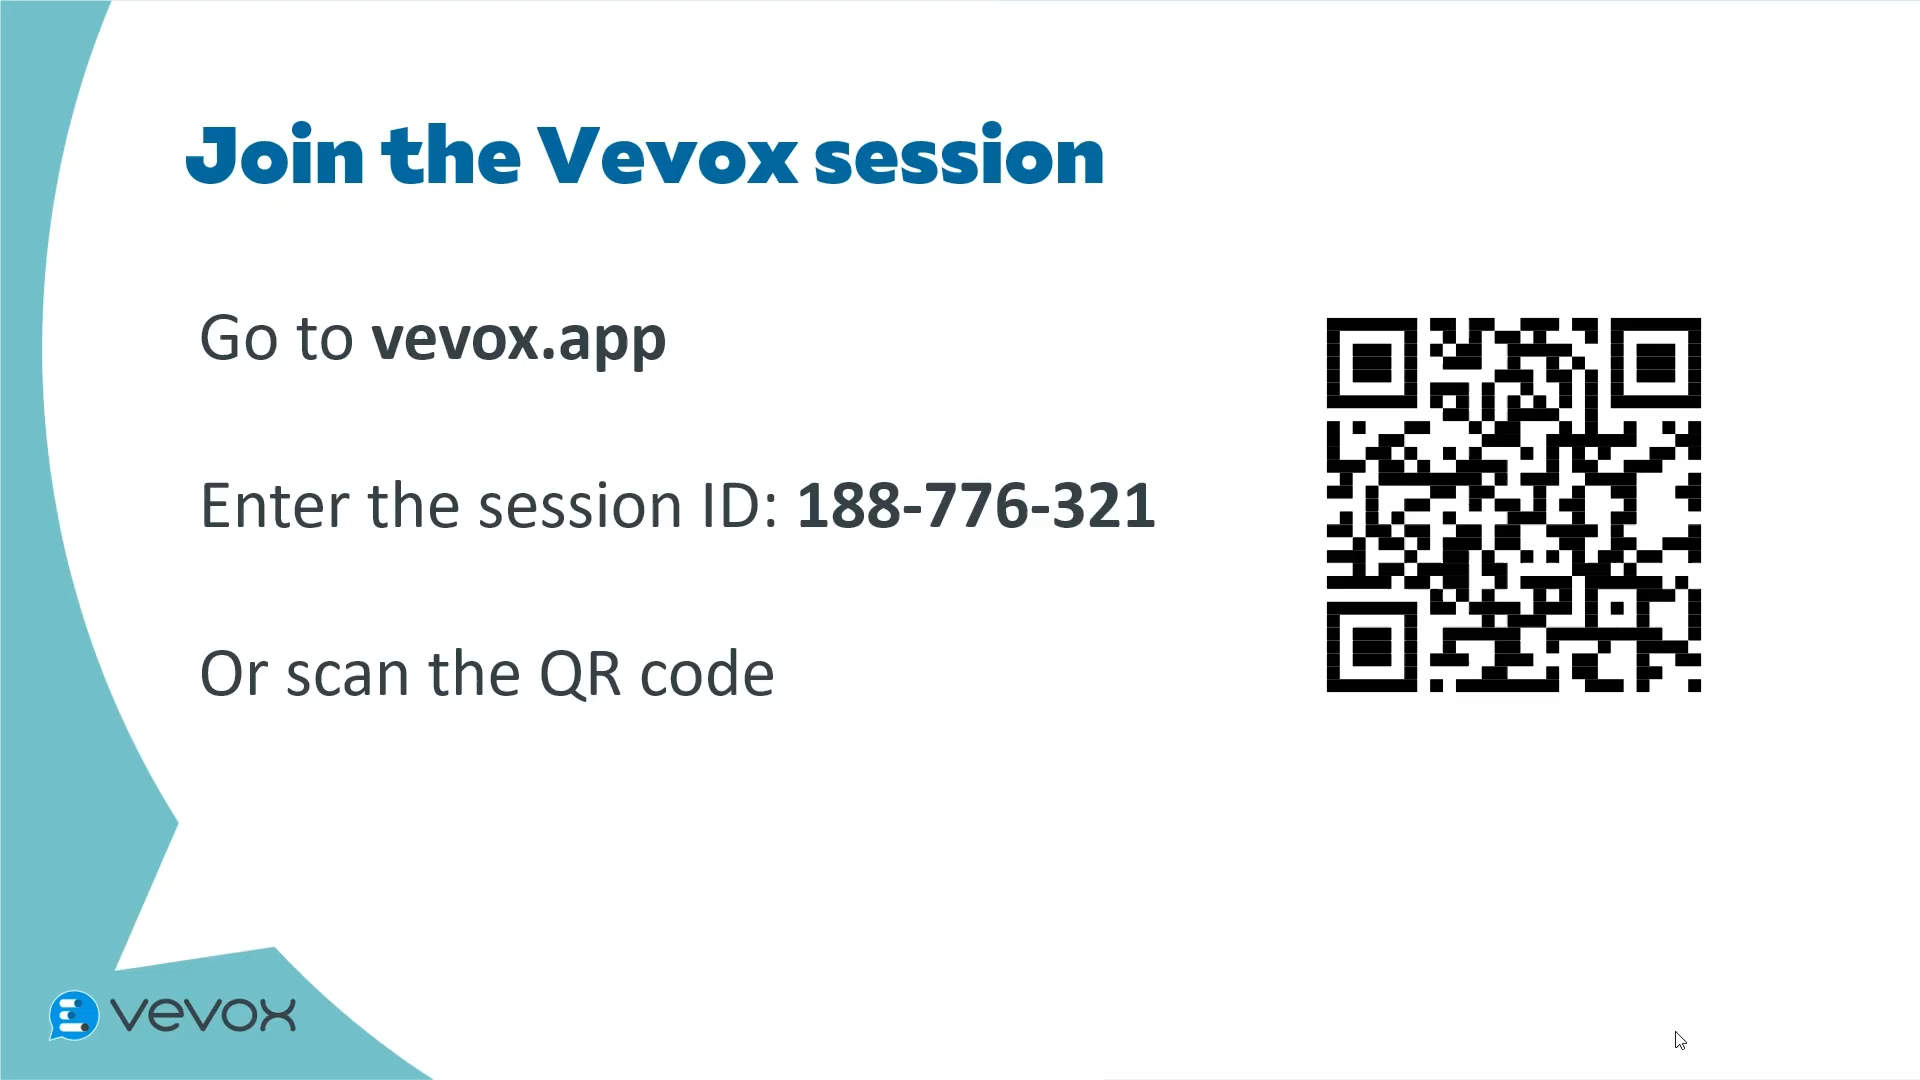 Join the Vevox session
Go to vevox.app
Enter the session ID: 188-776-321
Or scan the QR code
vevox